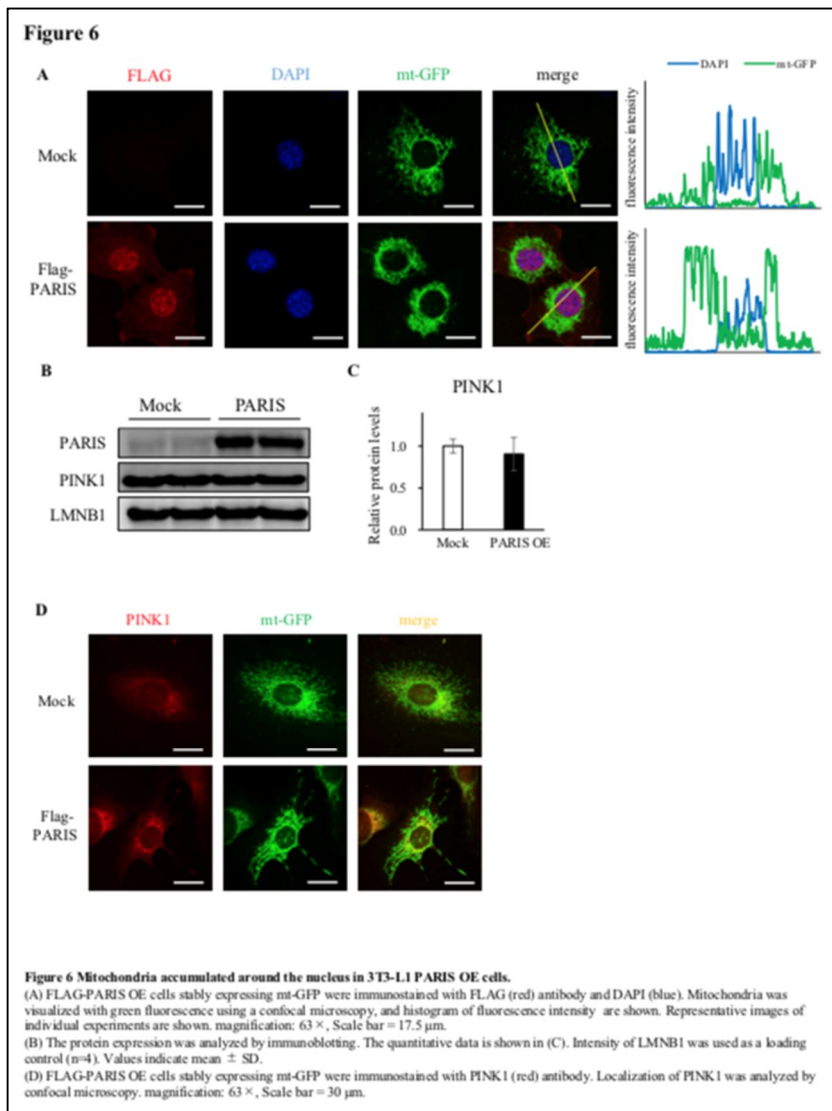 Figure 6
A
FLAG
DAPI
mt-GFP
merge
DAPI
mt-GFP
Mock
fluorescence intensity
Flag-
PARIS
fluorescence intensity
B
Mock
PARIS
PARIS
PINK1
LMNB1
C
PINK1
Relative protein levels
1.0
0.5
0.0
Mock
PARIS OE
D
PINK1
mt-GFP
merge
Mock
Flag-
PARIS
Figure 6 Mitochondria accumulated around the nucleus in 3T3-L1 PARIS OE cells.
(A) FLAG-PARIS OE cells stably expressing mt-GFP were immunostained with FLAG (red) antibody and DAPI (blue). Mitochondria was
visualized with green fluorescence using a confocal microscopy, and histogram of fluorescence intensity are shown. Representative images of
individual experiments are shown. magnification: 63×, Scale bar = 17.5 μm.
(B) The protein expression was analyzed by immunoblotting. The quantitative data is shown in (C). Intensity of LMNB1 was used as a loading
control (n=4). Values indicate mean ± SD.
(D) FLAG-PARIS OE cells stably expressing mt-GFP were immunostained with PINK1 (red) antibody. Localization of PINK1 was analyzed by
confocal microscopy. magnification: 63×, Scale bar = 30 μm.